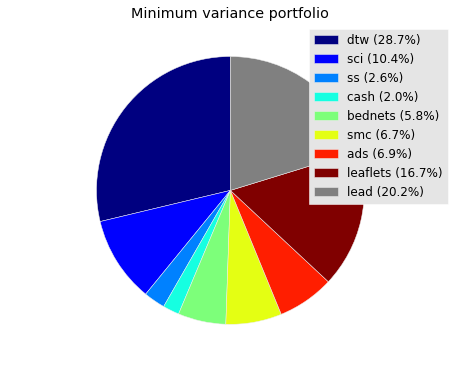 Minimum variance portfolio
dtw (28.7%)
sci (10.4%)
ss (2.6%)
cash (2.0%)
bednets (5.8%)
smc (6.7%)
ads (6.9%)
leaflets (16.7%)
lead (20.2%)